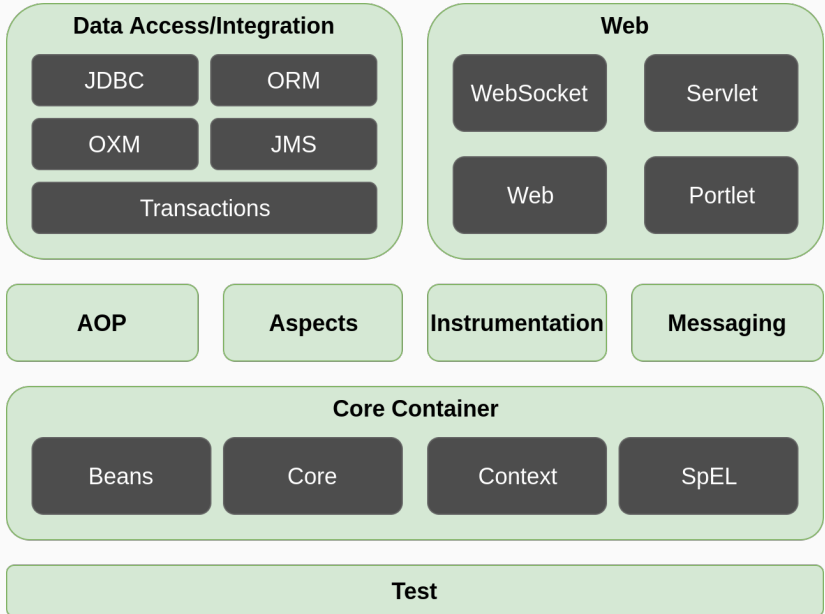 Data Access/Integration
JDBC
ORM
OXM
JMS
Transactions
Web
WebSocket
Servlet
Web
Portlet
AOP
Aspects
Instrumentation
Messaging
Core Container
Beans
Core
Context
SpEL
Test